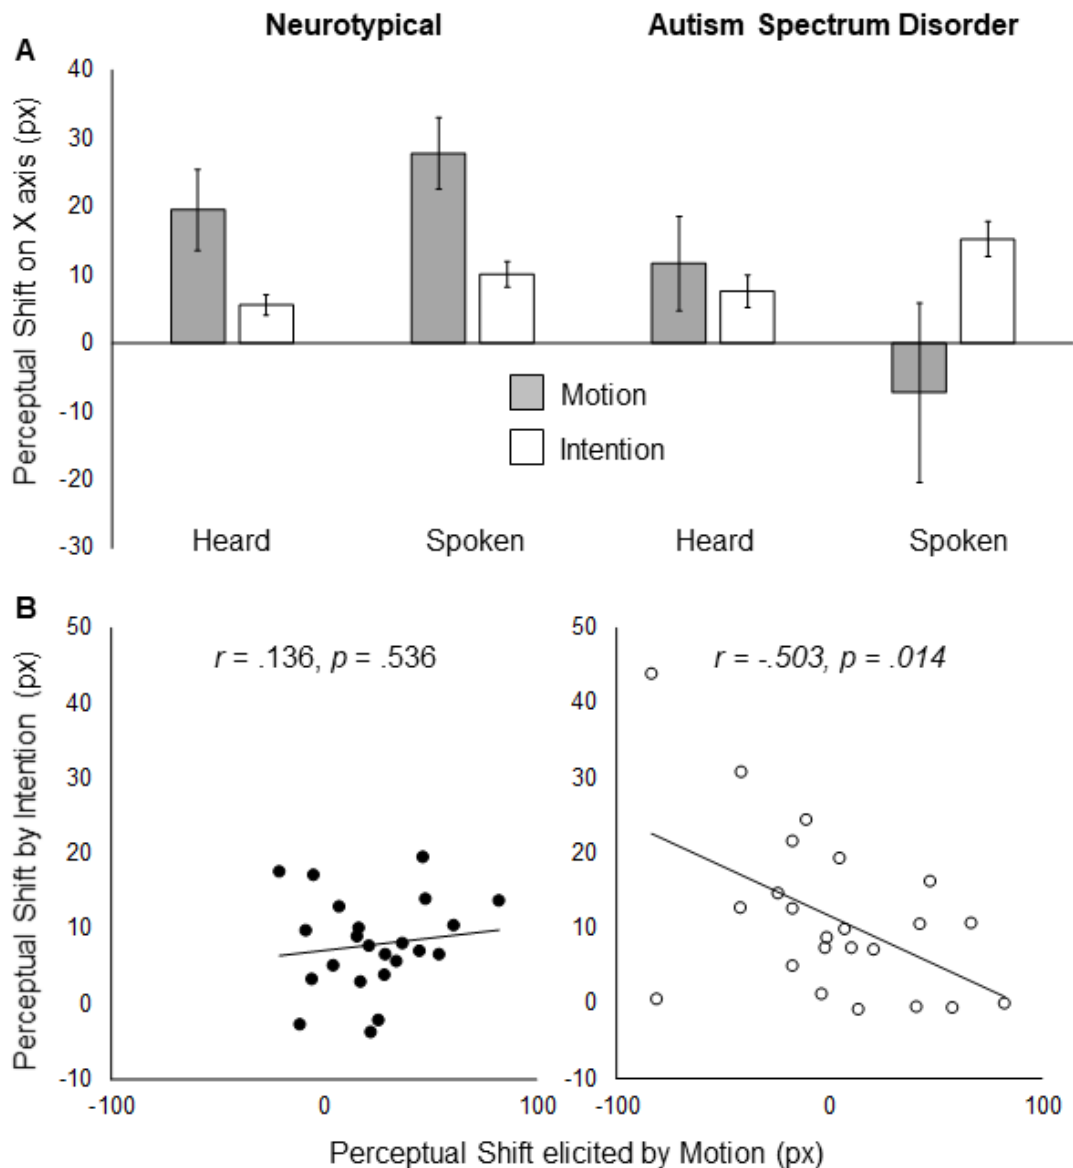 Neurotypical
Autism Spectrum Disorder
A
Perceptual Shift on X axis (px)
40
30
20
10
0
-10
-20
-30
Motion
Intention
Heard
Spoken
Heard
Spoken
B
Perceptual Shift by Intention (px)
50
40
30
20
10
0
-10
r = .136, p = .536
-100
0
100
50
40
30
20
10
0
-10
r = -.503, p = .014
-100
0
100
Perceptual Shift elicited by Motion (px)